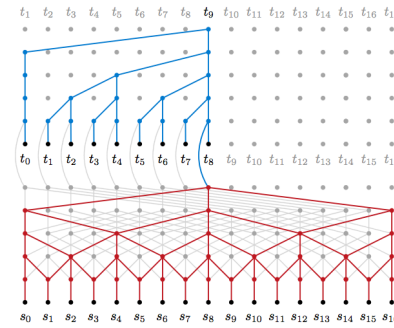 t₁ t₂ t₃ t₄ t₅ t₆ t₇ t₈ t₉ t₁₀ t₁₁ t₁₂ t₁₃ t₁₄ t₁₅ t₁₆ t₁
t₀ t₁ t₂ t₃ t₄ t₅ t₆ t₇ t₈ t₉ t₁₀ t₁₁ t₁₂ t₁₃ t₁₄ t₁₅ t₁
s₀ s₁ s₂ s₃ s₄ s₅ s₆ s₇ s₈ s₉ s₁₀ s₁₁ s₁₂ s₁₃ s₁₄ s₁₅ s₁